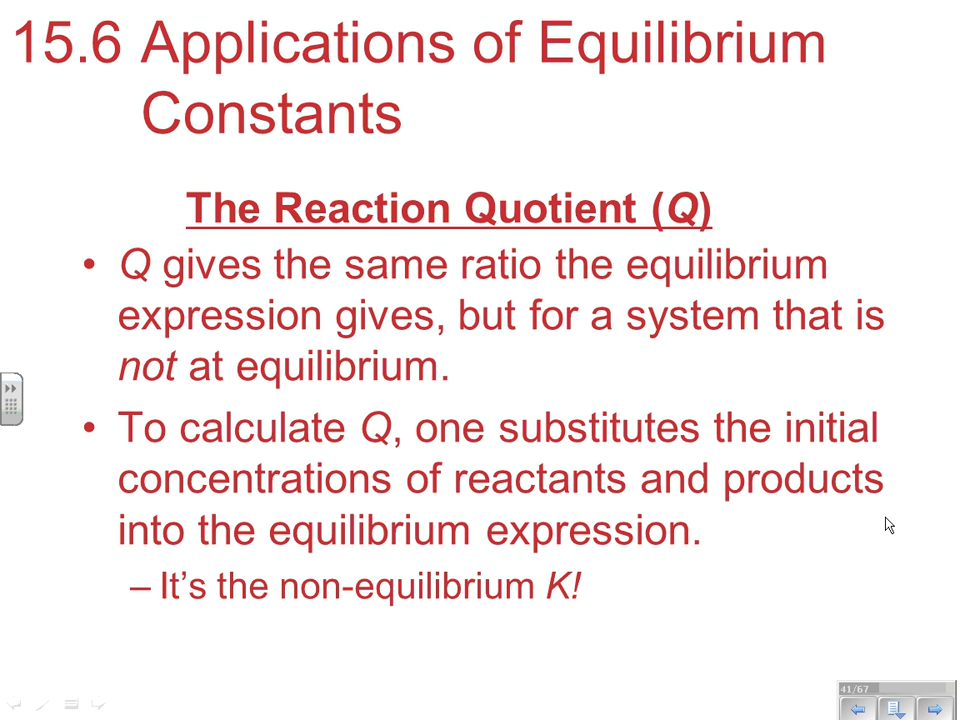 15.6 Applications of Equilibrium
Constants
The Reaction Quotient (Q)
• Q gives the same ratio the equilibrium
expression gives, but for a system that is
not at equilibrium.
• To calculate Q, one substitutes the initial
concentrations of reactants and products
into the equilibrium expression.
– It’s the non-equilibrium K!
41/67